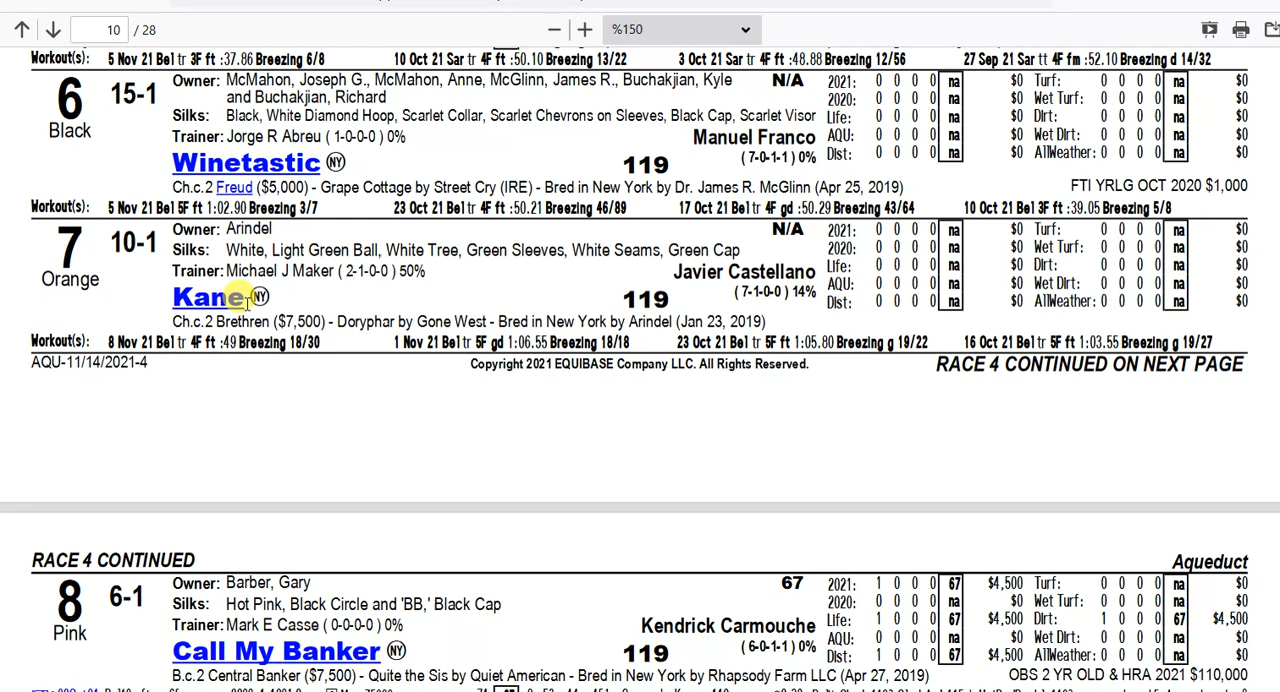 10 / 28 %150
Workout(s): 5 Nov 21 Bel tr 3F ft :37.86 Breezing 6/8 10 Oct 21 Sar tr 4F ft :50.10 Breezing 13/22 3 Oct 21 Sar tr 4F ft :48.88 Breezing 12/56 27 Sep 21 Sar tt 4F fm :52.10 Breezing d 14/32
6 15-1 Owner: McMahon, Joseph G., McMahon, Anne, McGlinn, James R., Buchakjian, Kyle N/A 2021: 0 0 0 0 na $0 Turf: 0 0 0 0 na $0
and Buchakjian, Richard 2020: 0 0 0 0 na $0 Wet Turf: 0 0 0 0 na $0
Black Silks: Black, White Diamond Hoop, Scarlet Collar, Scarlet Chevrons on Sleeves, Black Cap, Scarlet Visor Life: 0 0 0 0 na $0 Dirt: 0 0 0 0 na $0
Trainer: Jorge R Abreu ( 1-0-0-0 ) 0% Manuel Franco AQU: 0 0 0 0 na $0 Wet Dirt: 0 0 0 0 na $0
Winetastic NY 119 ( 7-0-1-1 ) 0% Dist: 0 0 0 0 na $0 AllWeather: 0 0 0 0 na $0
Ch.c.2 Freud ($5,000) - Grape Cottage by Street Cry (IRE) - Bred in New York by Dr. James R. McGlinn (Apr 25, 2019) FTI YRLG OCT 2020 $1,000
Workout(s): 5 Nov 21 Bel 5F ft 1:02.90 Breezing 3/7 23 Oct 21 Bel tr 4F ft :50.21 Breezing 46/89 17 Oct 21 Bel tr 4F gd :50.29 Breezing 43/64 10 Oct 21 Bel 3F ft :39.05 Breezing 5/8
7 10-1 Owner: Arindel N/A 2021: 0 0 0 0 na $0 Turf: 0 0 0 0 na $0
Silks: White, Light Green Ball, White Tree, Green Sleeves, White Seams, Green Cap 2020: 0 0 0 0 na $0 Wet Turf: 0 0 0 0 na $0
Orange Trainer: Michael J Maker ( 2-1-0-0 ) 50% Javier Castellano Life: 0 0 0 0 na $0 Dirt: 0 0 0 0 na $0
Kane NY 119 ( 7-1-0-0 ) 14% AQU: 0 0 0 0 na $0 Wet Dirt: 0 0 0 0 na $0
Dist: 0 0 0 0 na $0 AllWeather: 0 0 0 0 na $0
Ch.c.2 Brethren ($7,500) - Doryphar by Gone West - Bred in New York by Arindel (Jan 23, 2019)
Workout(s): 8 Nov 21 Bel tr 4F ft :49 Breezing 18/30 1 Nov 21 Bel tr 5F gd 1:06.55 Breezing 18/18 23 Oct 21 Bel tr 5F ft 1:05.80 Breezing g 19/22 16 Oct 21 Bel tr 5F ft 1:03.55 Breezing g 19/27
AQU-11/14/2021-4 Copyright 2021 EQUIBASE Company LLC. All Rights Reserved. RACE 4 CONTINUED ON NEXT PAGE
RACE 4 CONTINUED Aqueduct
8 6-1 Owner: Barber, Gary 67 2021: 1 0 0 0 67 $4,500 Turf: 0 0 0 0 na $0
Silks: Hot Pink, Black Circle and 'BB,' Black Cap 2020: 0 0 0 0 na $0 Wet Turf: 0 0 0 0 na $0
Pink Trainer: Mark E Casse ( 0-0-0-0 ) 0% Kendrick Carmouche Life: 1 0 0 0 67 $4,500 Dirt: 1 0 0 0 67 $4,500
Call My Banker NY 119 ( 6-0-1-1 ) 0% AQU: 0 0 0 0 na $0 Wet Dirt: 0 0 0 0 na $0
Dist: 1 0 0 0 67 $4,500 AllWeather: 0 0 0 0 na $0
B.c.2 Central Banker ($7,500) - Quite the Sis by Quiet American - Bred in New York by Rhapsody Farm LLC (Apr 27, 2019) OBS 2 YR OLD & HRA 2021 $110,000